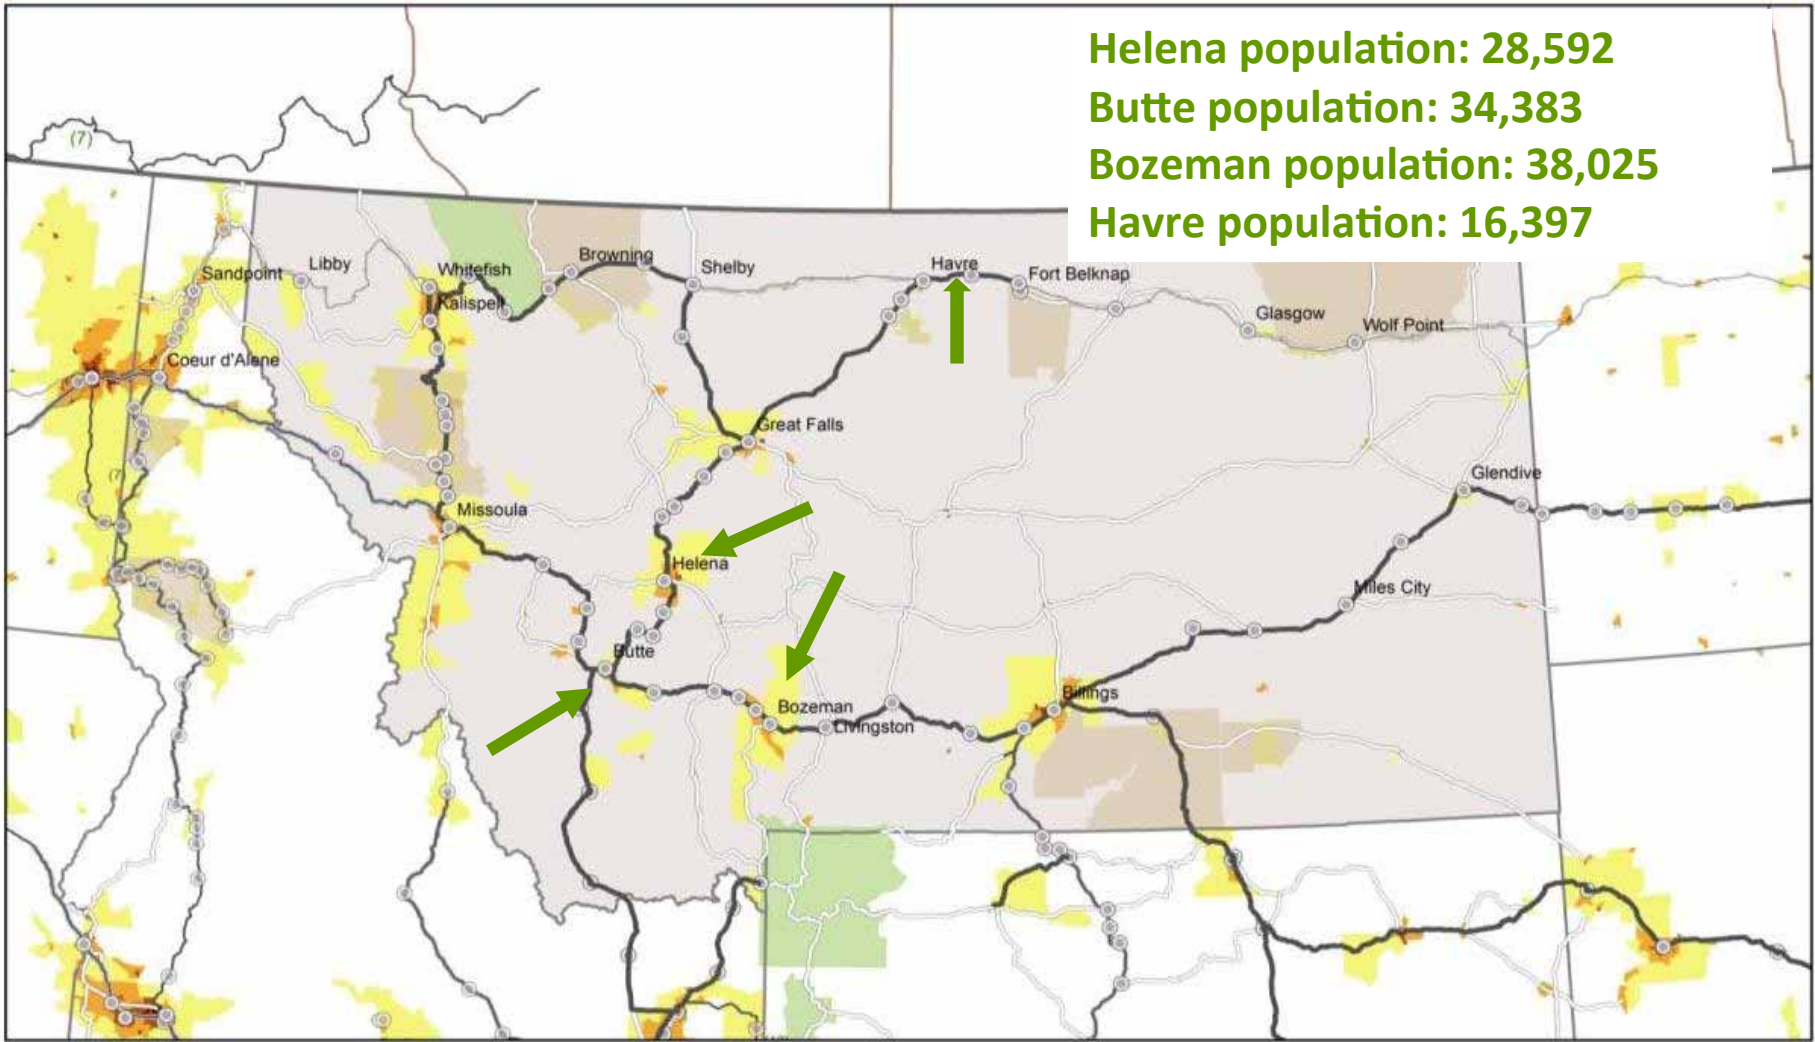 Helena population: 28,592
Butte population: 34,383
Bozeman population: 38,025
Havre population: 16,397
(7)
Sandpoint
Libby
Whitefish
Browning
Shelby
Havre
Fort Belknap
Kalispell
Glasgow
Wolf Point
Coeur d'Alene
Great Falls
(7)
Glendive
Missoula
Helena
Miles City
Butte
Billings
Bozeman
Livingston